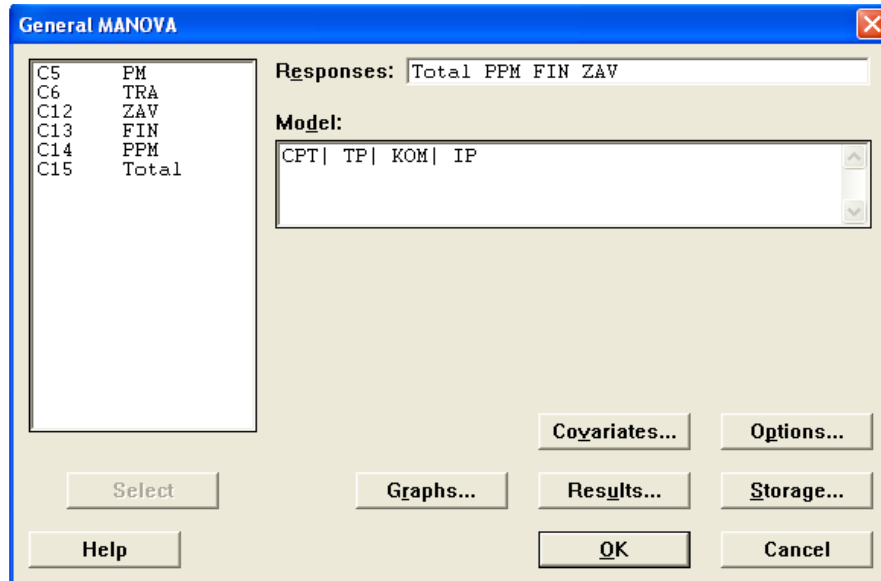 General MANOVA
C5 PM
C6 TRA
C12 ZAV
C13 FIN
C14 PPM
C15 Total
Responses: Total PPM FIN ZAV
Model:
CPT| TP| KOM| IP
Covariates... Options...
Select Graphs... Results... Storage...
Help OK Cancel